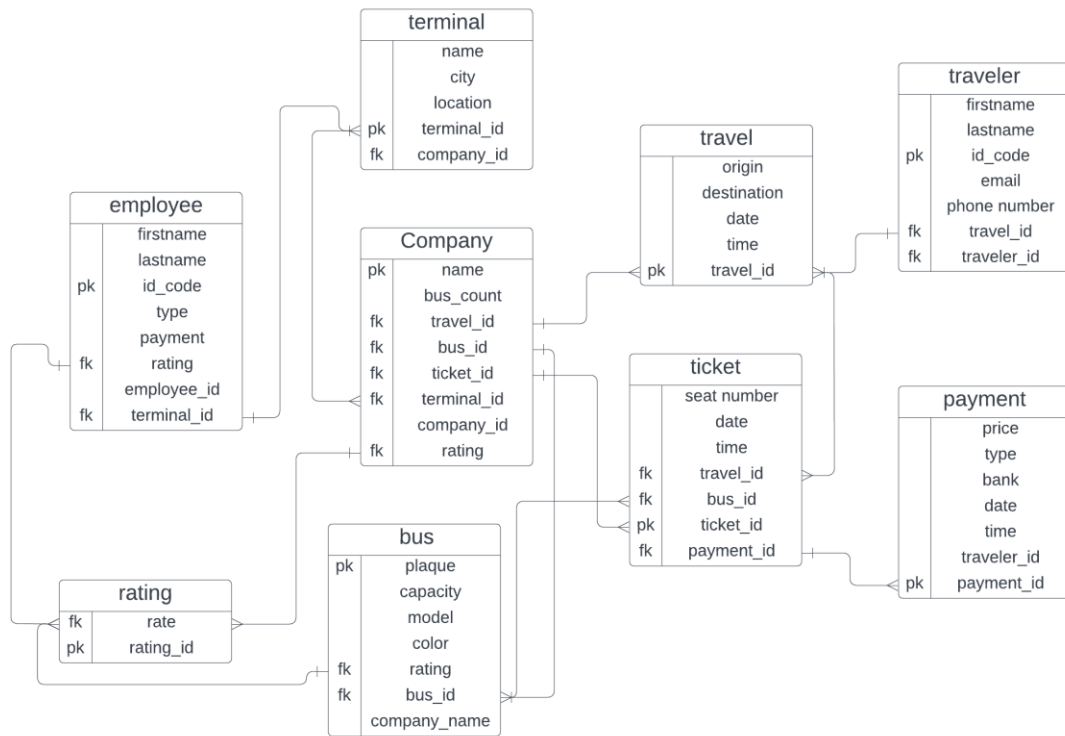 terminal
name
city
location
pk terminal_id
fk company_id
traveler
firstname
lastname
pk id_code
email
phone number
fk travel_id
fk traveler_id
travel
origin
destination
date
time
pk travel_id
employee
firstname
lastname
pk id_code
type
payment
fk rating
employee_id
fk terminal_id
Company
pk name
bus_count
fk travel_id
fk bus_id
fk ticket_id
fk terminal_id
company_id
fk rating
ticket
seat number
date
time
fk travel_id
fk bus_id
pk ticket_id
fk payment_id
payment
price
type
bank
date
time
traveler_id
pk payment_id
bus
pk plaque
capacity
model
color
fk rating
fk bus_id
company_name
rating
fk rate
pk rating_id